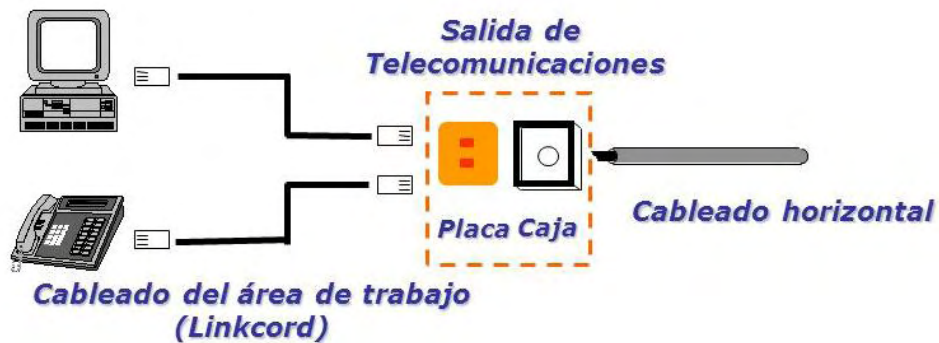 Salida de
Telecomunicaciones
Placa Caja
Cableado horizontal
Cableado del área de trabajo
(Linkcord)